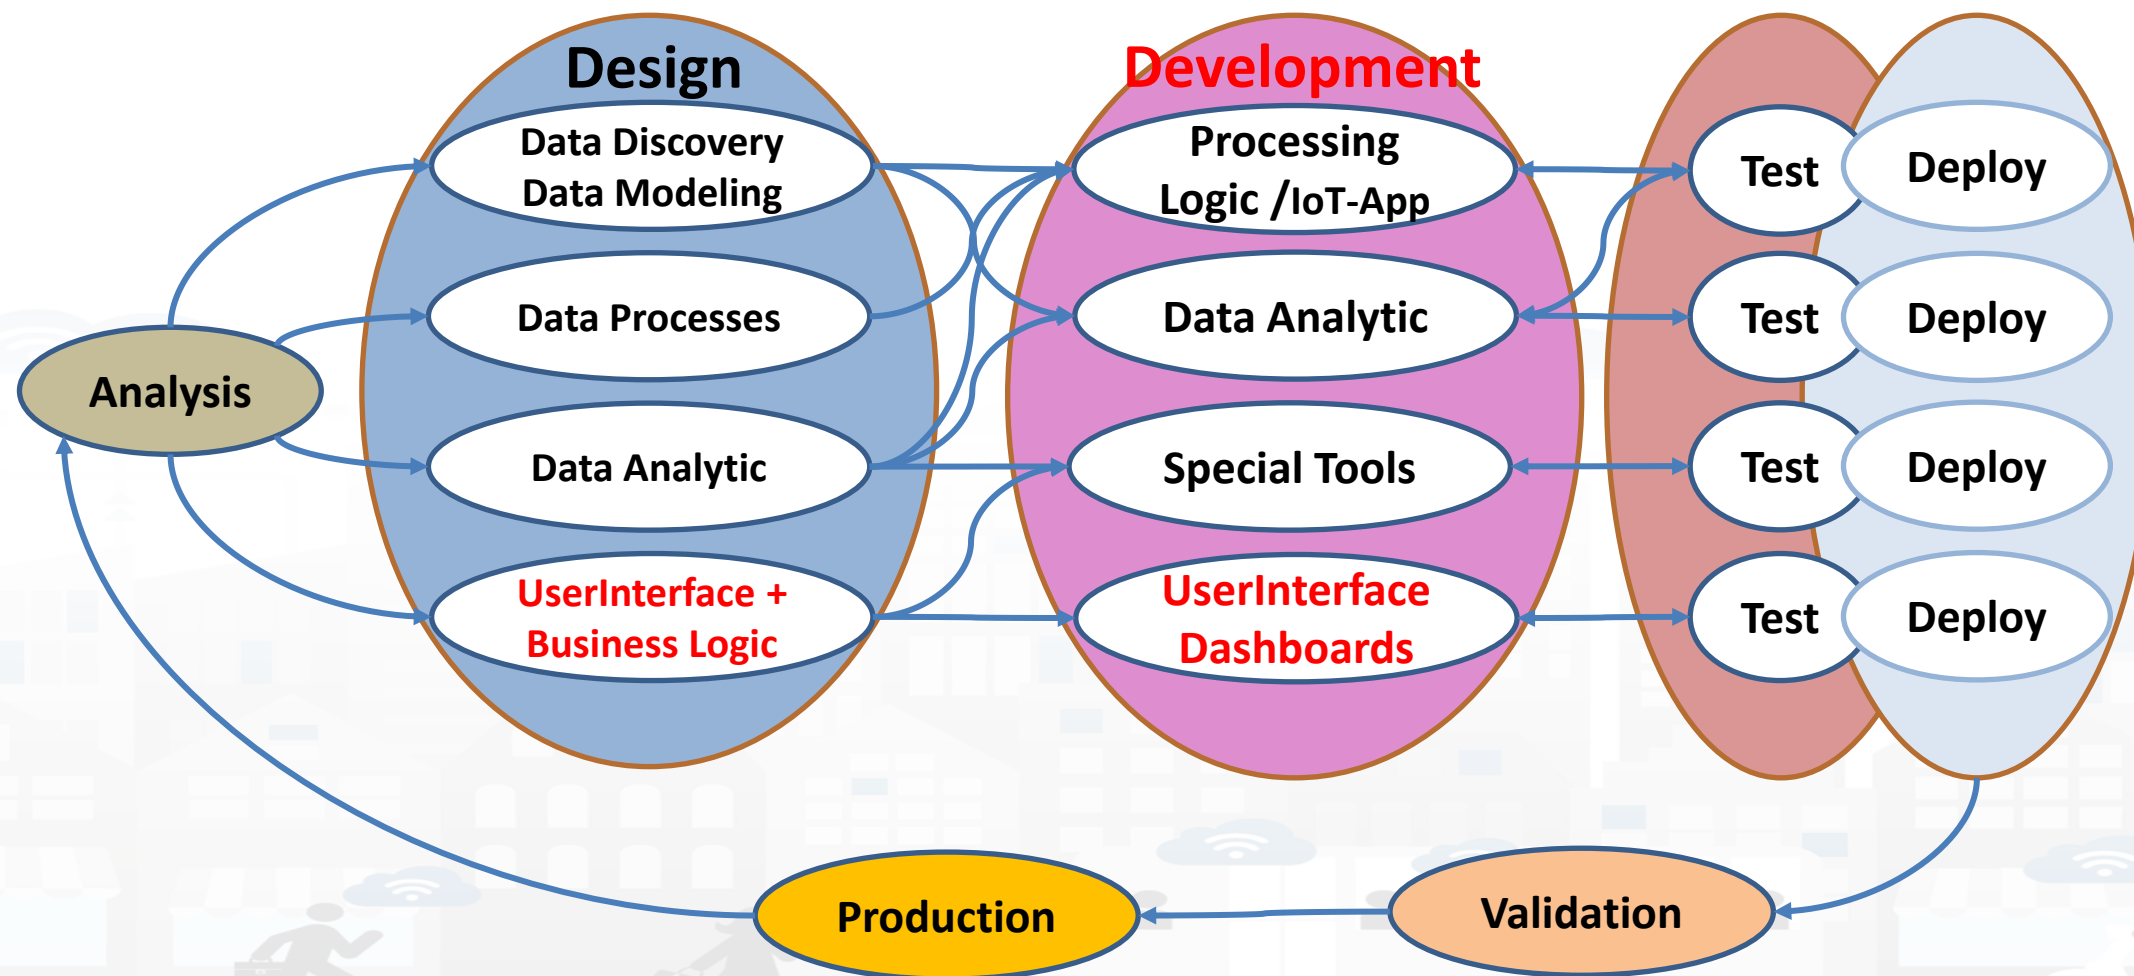 Design
Data Discovery
Data Modeling
Data Processes
Data Analytic
UserInterface +
Business Logic
Analysis
Development
Processing
Logic /IoT-App
Data Analytic
Special Tools
UserInterface
Dashboards
Test
Deploy
Test
Deploy
Test
Deploy
Test
Deploy
Production
Validation